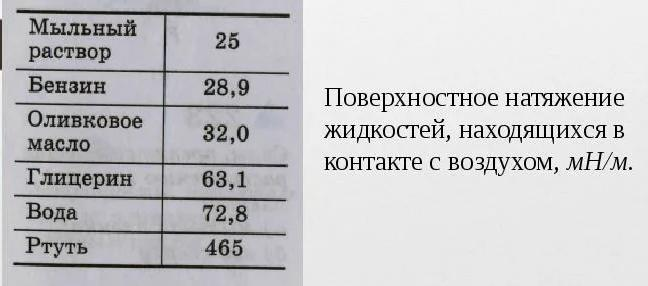 Мыльный
раствор
25
Бензин 28,9
Оливковое
масло
32,0
Глицерин 63,1
Вода 72,8
Ртуть 465
Поверхностное натяжение
жидкостей, находящихся в
контакте с воздухом, мН/м.